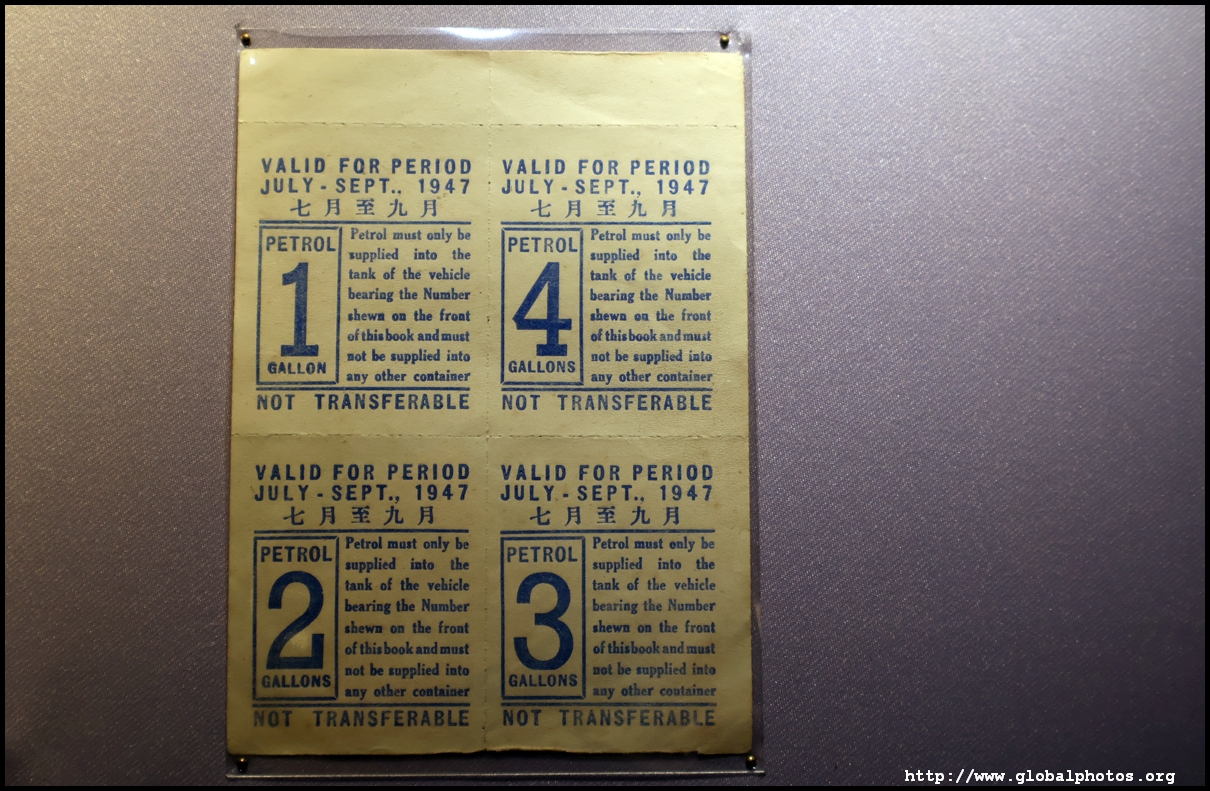 VALID FOR PERIOD
JULY - SEPT., 1947
七月至九月
PETROL
1
GALLON
Petrol must only be
supplied into the
tank of the vehicle
bearing the Number
shewn on the front
of this book and must
not be supplied into
any other container
NOT TRANSFERABLE
VALID FOR PERIOD
JULY - SEPT., 1947
七月至九月
PETROL
4
GALLONS
Petrol must only be
supplied into the
tank of the vehicle
bearing the Number
shewn on the front
of this book and must
not be supplied into
any other container
NOT TRANSFERABLE
VALID FOR PERIOD
JULY - SEPT., 1947
七月至九月
PETROL
2
GALLONS
Petrol must only be
supplied into the
tank of the vehicle
bearing the Number
shewn on the front
of this book and must
not be supplied into
any other container
NOT TRANSFERABLE
VALID FOR PERIOD
JULY - SEPT., 1947
七月至九月
PETROL
3
GALLONS
Petrol must only be
supplied into the
tank of the vehicle
bearing the Number
shewn on the front
of this book and must
not be supplied into
any other container
NOT TRANSFERABLE
http://www.globalphotos.org